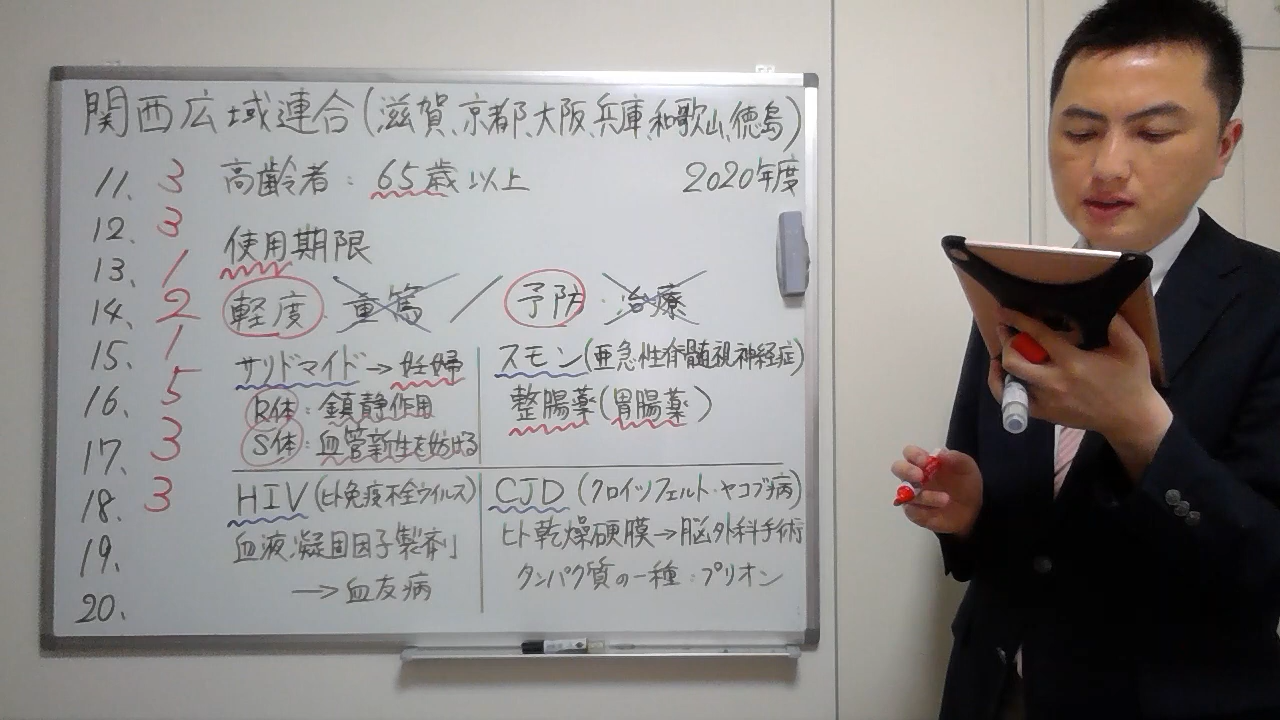 関西広域連合(滋賀、京都、大阪、兵庫、和歌山、徳島)
11. 3 高齢者：65歳以上 2020年度
12. 3
使用期限
13. 1
14. 2 軽度・重篤／予防・治療
15. 1
サリドマイド→妊婦
スモン(亜急性脊髄視神経症)
16. 5
R体：鎮静作用
整腸薬(胃腸薬)
17. 3
S体：血管新生を妨げる
18. 3
HIV(ヒト免疫不全ウイルス)
CJD(クロイツフェルト・ヤコブ病)
19.
血液凝固因子製剤
ヒト乾燥硬膜→脳外科手術
→血友病
タンパク質の一種：プリオン
20.